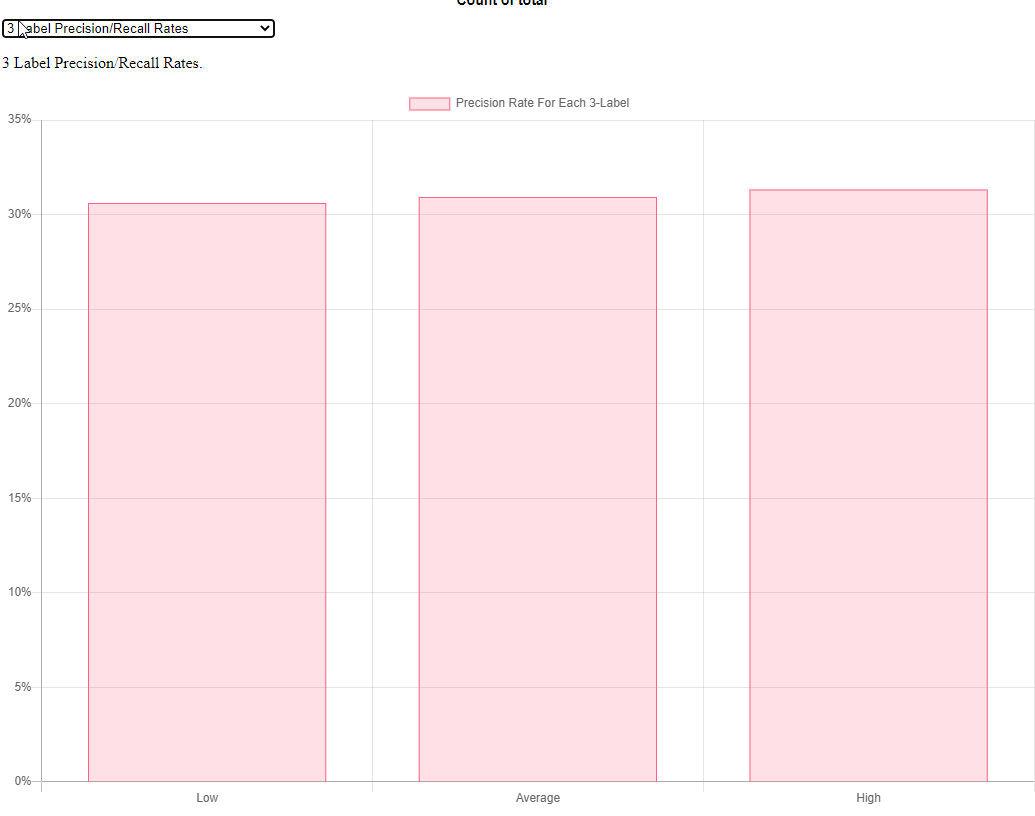 Count of total
3 Label Precision/Recall Rates
3 Label Precision/Recall Rates.
Precision Rate For Each 3-Label
35%
30%
25%
20%
15%
10%
5%
0%
Low Average High